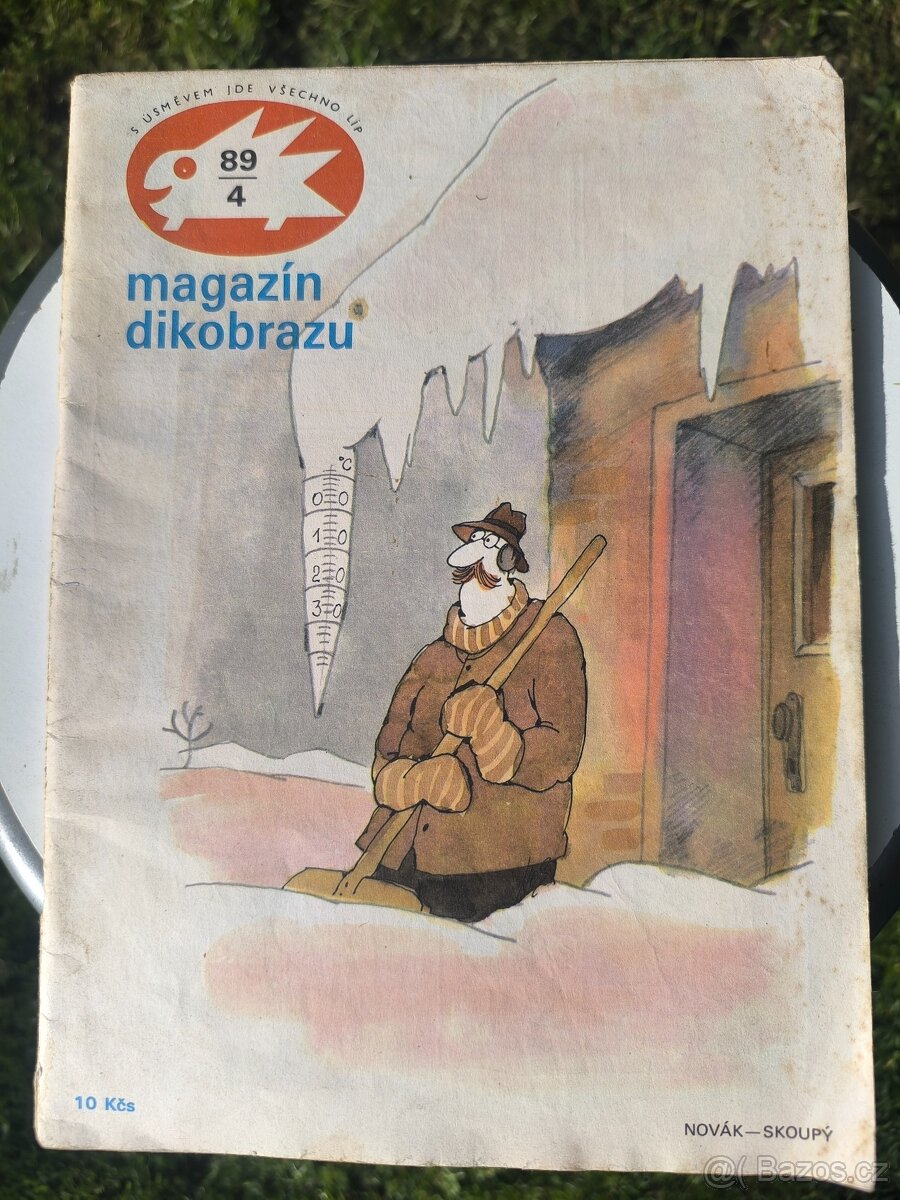 S ÚSMĚVEM JDE VŠECHNO LÍP
89
4
magazín
dikobrazu
°C
0 0
1 0
2 0
3 0
10 Kčs
NOVÁK—SKOUPÝ
@( Bazos.cz